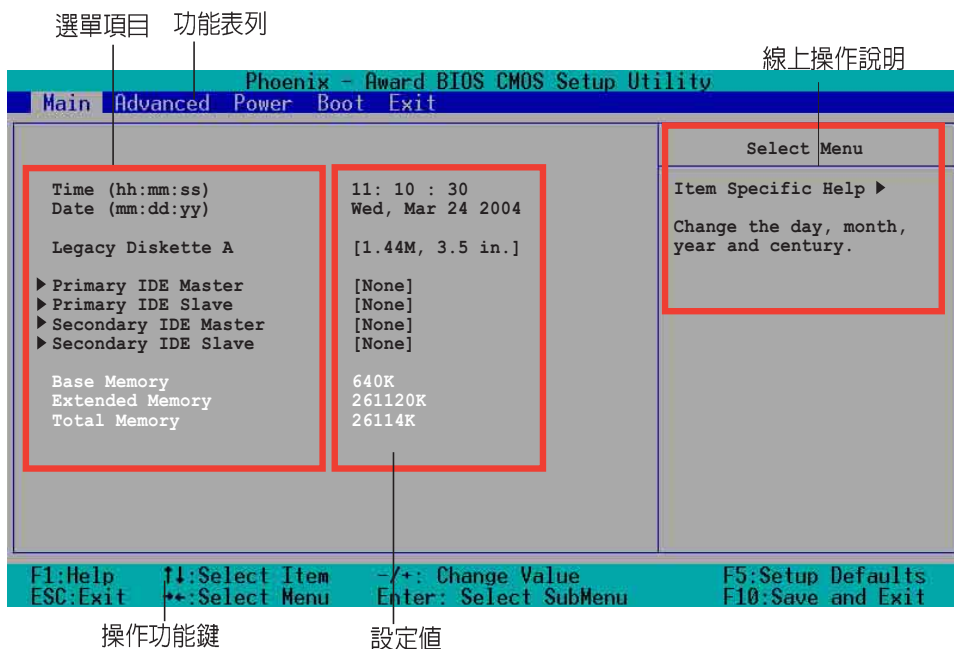 選單項目 功能表列
線上操作說明
Phoenix - Award BIOS CMOS Setup Utility
Main Advanced Power Boot Exit
Select Menu
Item Specific Help ▶
Change the day, month,
year and century.
Time (hh:mm:ss) 11: 10 : 30
Date (mm:dd:yy) Wed, Mar 24 2004
Legacy Diskette A [1.44M, 3.5 in.]
▶ Primary IDE Master [None]
▶ Primary IDE Slave [None]
▶ Secondary IDE Master [None]
▶ Secondary IDE Slave [None]
Base Memory 640K
Extended Memory 261120K
Total Memory 26114K
F1:Help ↑↓:Select Item -/+: Change Value F5:Setup Defaults
ESC:Exit →←:Select Menu Enter: Select SubMenu F10:Save and Exit
操作功能鍵 設定值